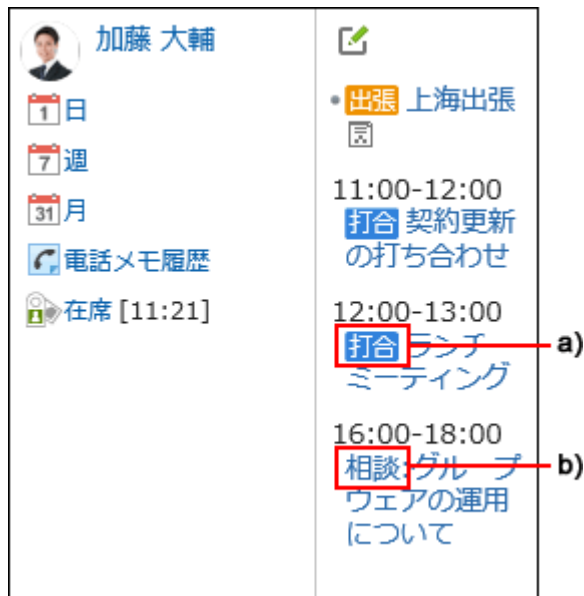 加藤 大輔
1 日
7 週
31 月
電話メモ履歴
在席 [11:21]
出張 上海出張
11:00-12:00
打合 契約更新
の打ち合わせ
12:00-13:00
打合 ランチ
ミーティング
a)
16:00-18:00
相談:グループ
ウェアの運用
について
b)